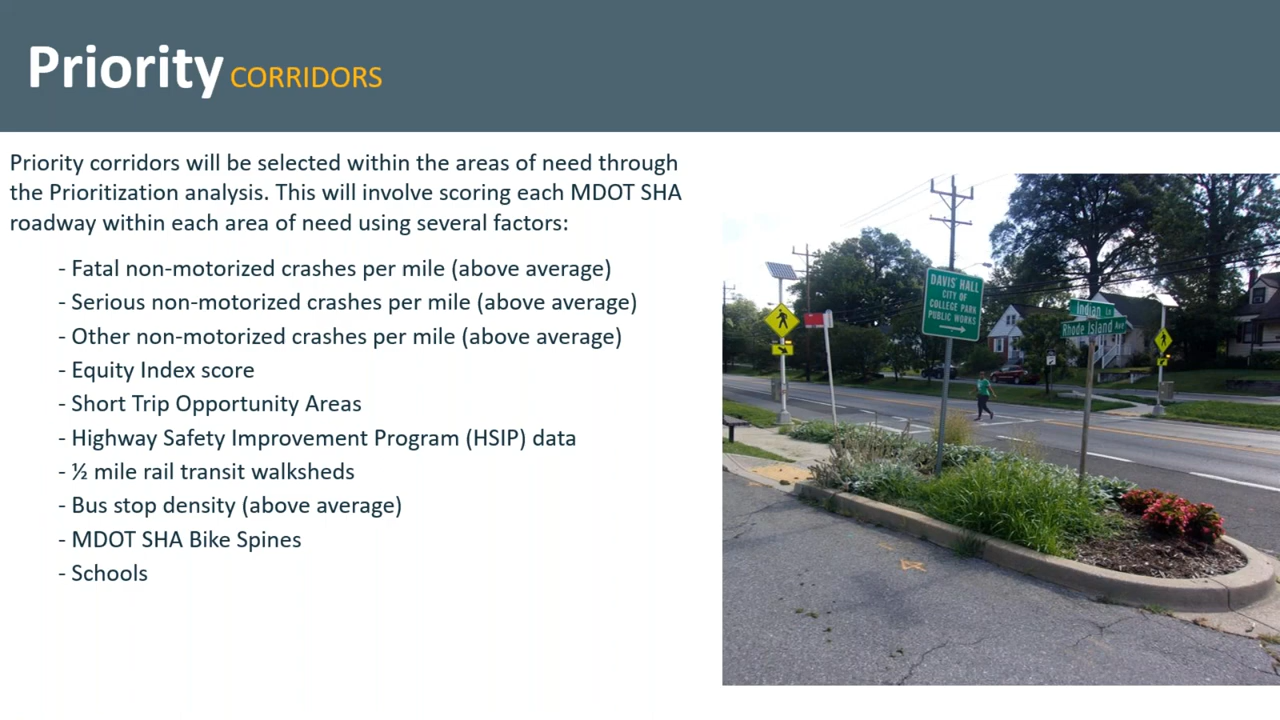 Priority CORRIDORS
Priority corridors will be selected within the areas of need through
the Prioritization analysis. This will involve scoring each MDOT SHA
roadway within each area of need using several factors:
- Fatal non-motorized crashes per mile (above average)
- Serious non-motorized crashes per mile (above average)
- Other non-motorized crashes per mile (above average)
- Equity Index score
- Short Trip Opportunity Areas
- Highway Safety Improvement Program (HSIP) data
- ½ mile rail transit walksheds
- Bus stop density (above average)
- MDOT SHA Bike Spines
- Schools
DAVIS HALL
CITY OF
COLLEGE PARK
PUBLIC WORKS
Indian Ln
Rhode Island